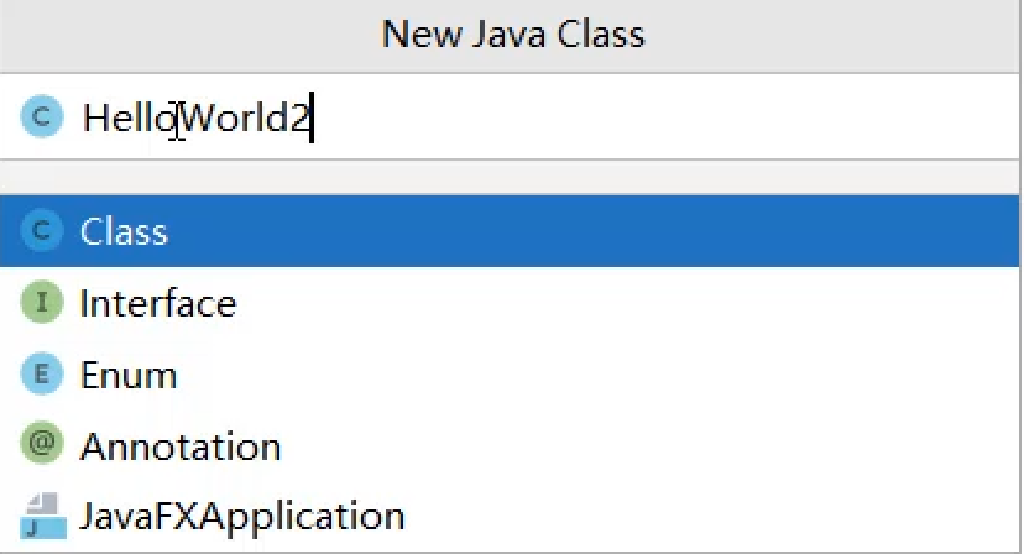 New Java Class
C HelloWorld2
C Class
I Interface
E Enum
@ Annotation
J JavaFXApplication